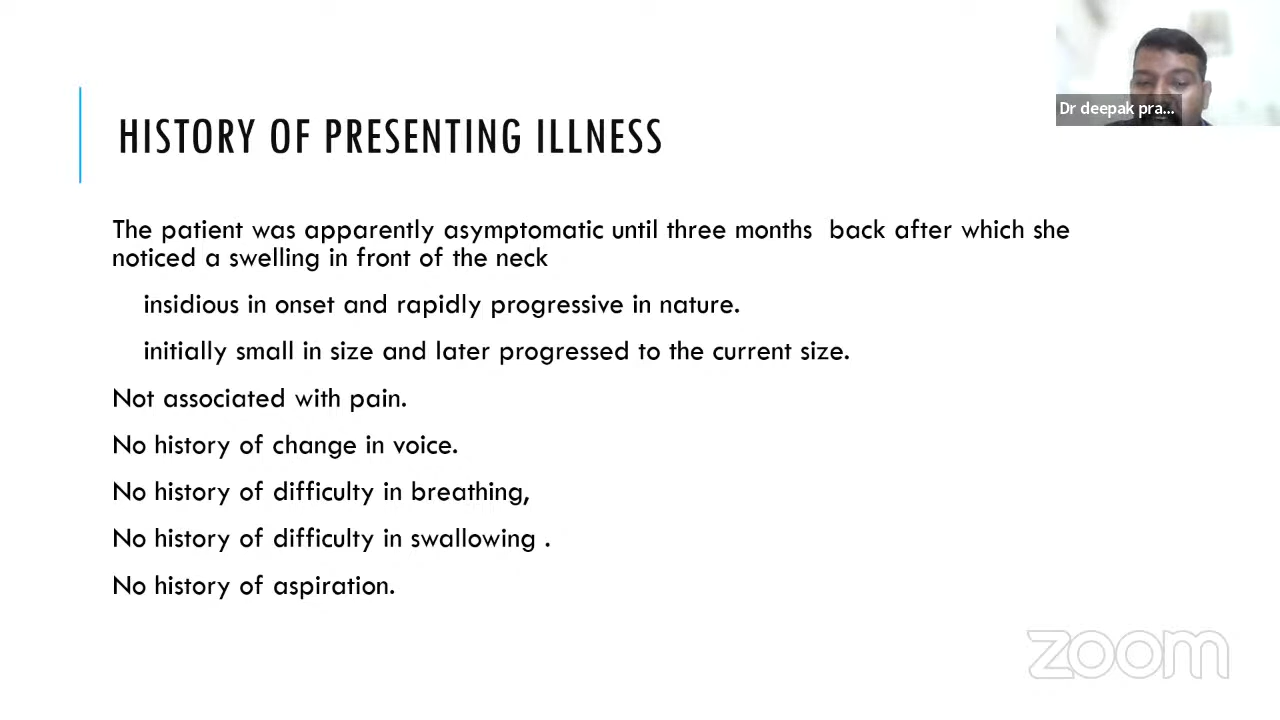 Dr deepak pra...
HISTORY OF PRESENTING ILLNESS
The patient was apparently asymptomatic until three months  back after which she
noticed a swelling in front of the neck
insidious in onset and rapidly progressive in nature.
initially small in size and later progressed to the current size.
Not associated with pain.
No history of change in voice.
No history of difficulty in breathing,
No history of difficulty in swallowing .
No history of aspiration.
zoom